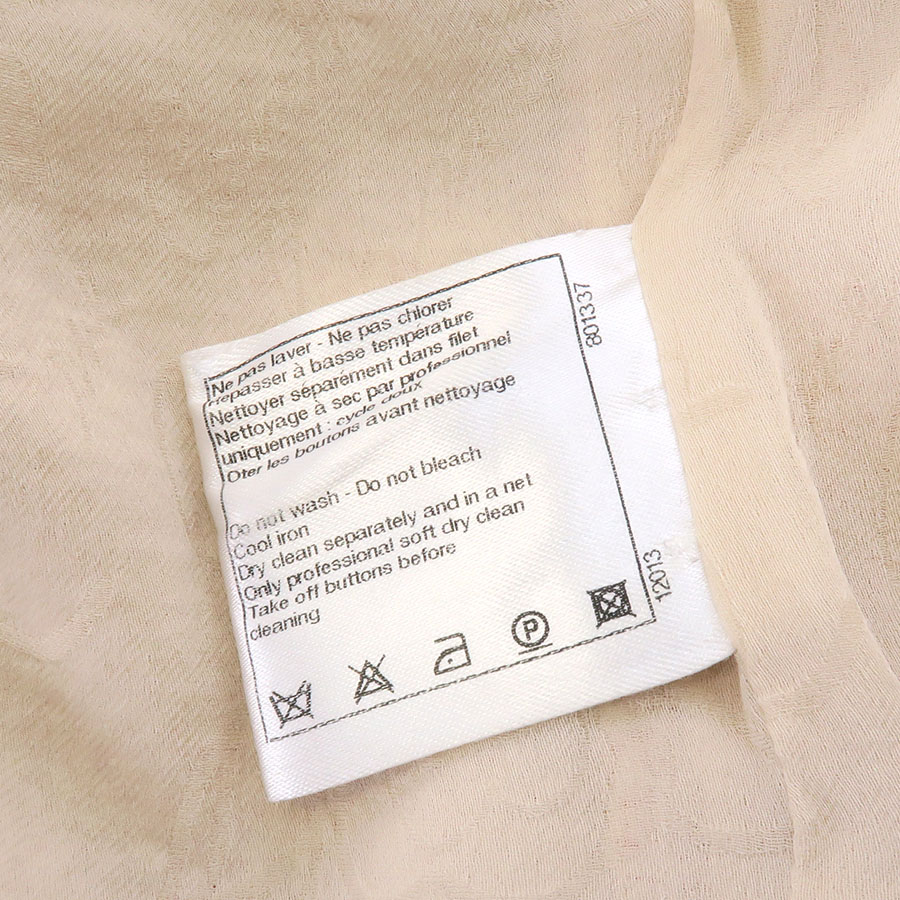 Ne pas laver - Ne pas chlorer
repasser à basse température
Nettoyer séparément dans filet
Nettoyage à sec par professionnel
uniquement : cycle doux
Oter les boutons avant nettoyage
Do not wash - Do not bleach
Cool iron
Dry clean separately and in a net
Only professional soft dry clean
Take off buttons before
cleaning
P
801337
12013